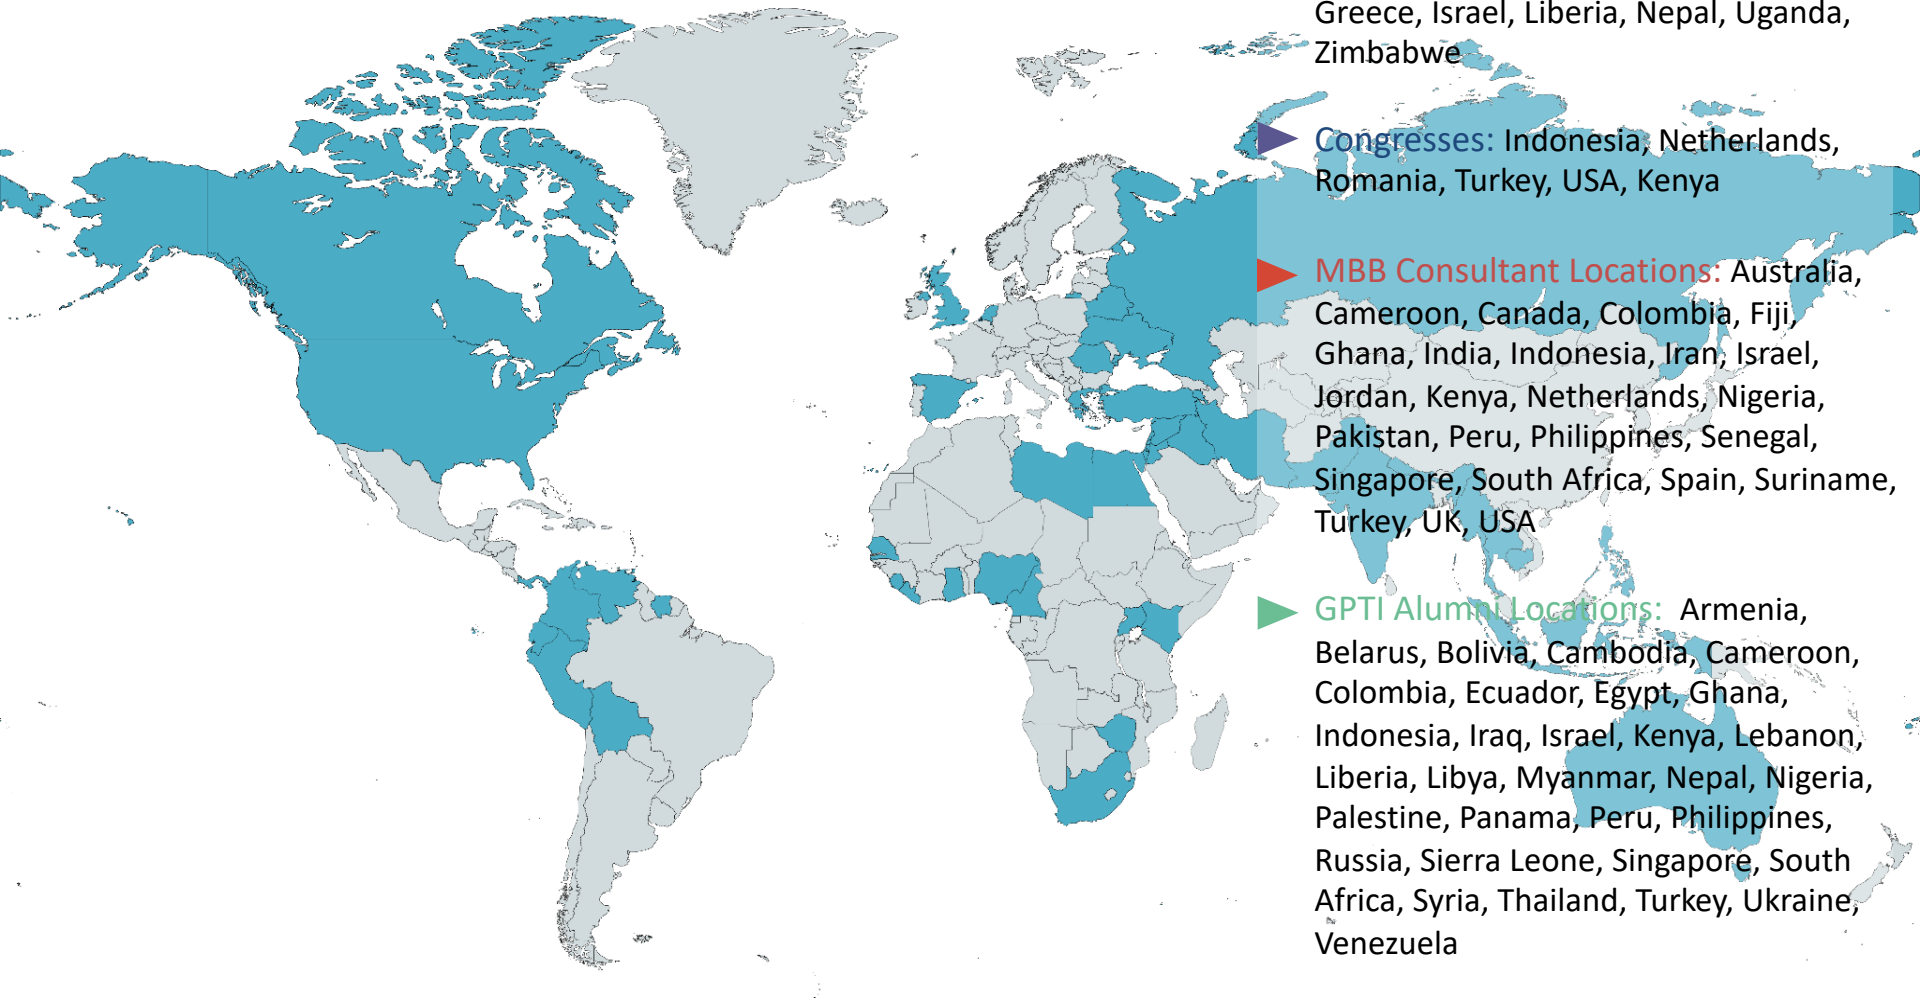 Greece, Israel, Liberia, Nepal, Uganda,
Zimbabwe
Congresses: Indonesia, Netherlands,
Romania, Turkey, USA, Kenya
MBB Consultant Locations: Australia,
Cameroon, Canada, Colombia, Fiji,
Ghana, India, Indonesia, Iran, Israel,
Jordan, Kenya, Netherlands, Nigeria,
Pakistan, Peru, Philippines, Senegal,
Singapore, South Africa, Spain, Suriname,
Turkey, UK, USA
GPTI Alumni Locations: Armenia,
Belarus, Bolivia, Cambodia, Cameroon,
Colombia, Ecuador, Egypt, Ghana,
Indonesia, Iraq, Israel, Kenya, Lebanon,
Liberia, Libya, Myanmar, Nepal, Nigeria,
Palestine, Panama, Peru, Philippines,
Russia, Sierra Leone, Singapore, South
Africa, Syria, Thailand, Turkey, Ukraine,
Venezuela